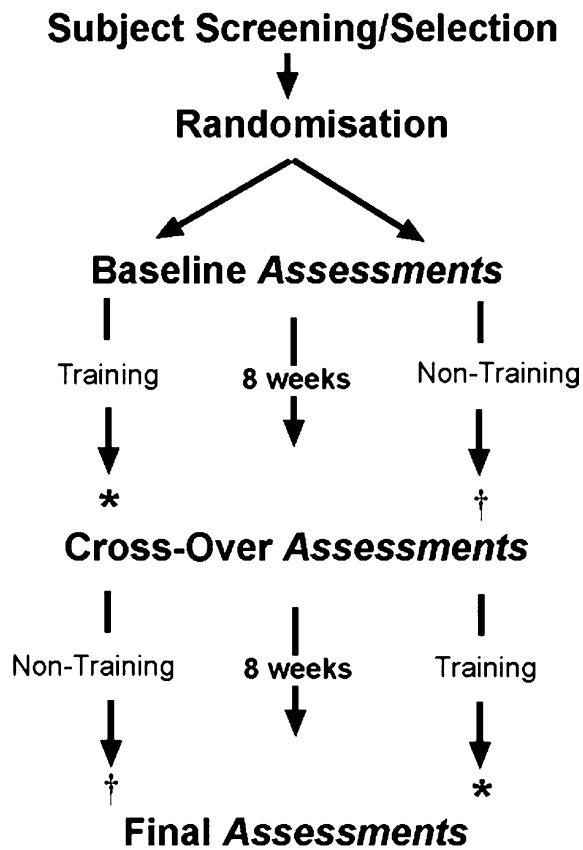 Subject Screening/Selection
Randomisation
Baseline Assessments
Training 8 weeks Non-Training
* †
Cross-Over Assessments
Non-Training 8 weeks Training
† *
Final Assessments